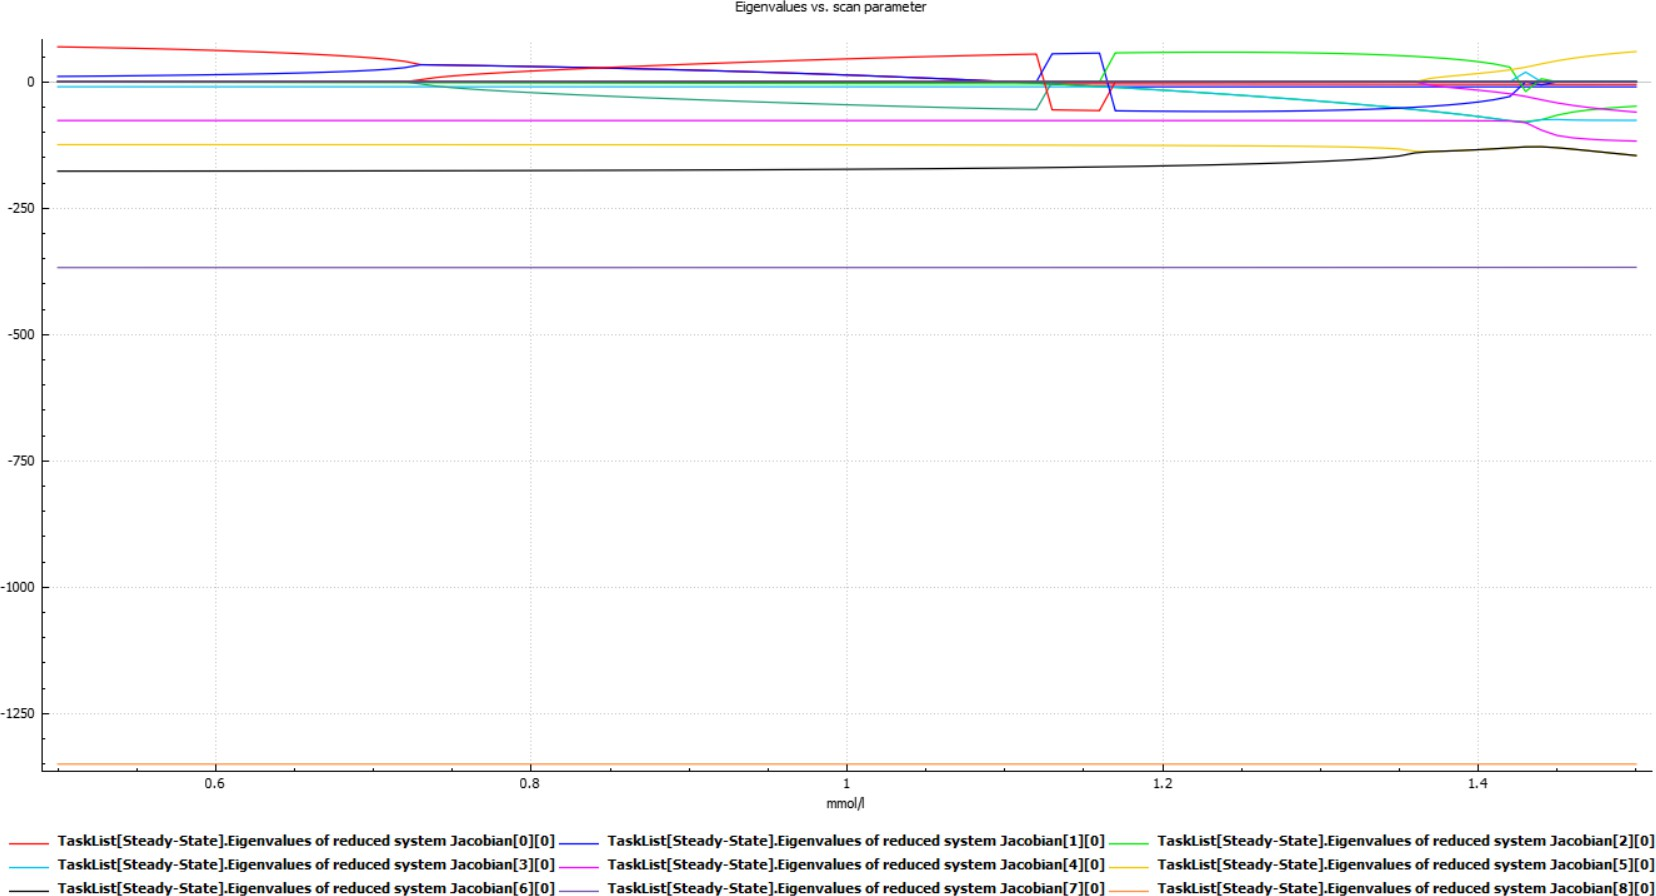 Eigenvalues vs. scan parameter
0
-250
-500
-750
-1000
-1250
0.6 0.8 1 1.2 1.4
mmol/l
TaskList[Steady-State].Eigenvalues of reduced system Jacobian[0][0] TaskList[Steady-State].Eigenvalues of reduced system Jacobian[1][0] TaskList[Steady-State].Eigenvalues of reduced system Jacobian[2][0]
TaskList[Steady-State].Eigenvalues of reduced system Jacobian[3][0] TaskList[Steady-State].Eigenvalues of reduced system Jacobian[4][0] TaskList[Steady-State].Eigenvalues of reduced system Jacobian[5][0]
TaskList[Steady-State].Eigenvalues of reduced system Jacobian[6][0] TaskList[Steady-State].Eigenvalues of reduced system Jacobian[7][0] TaskList[Steady-State].Eigenvalues of reduced system Jacobian[8][0]